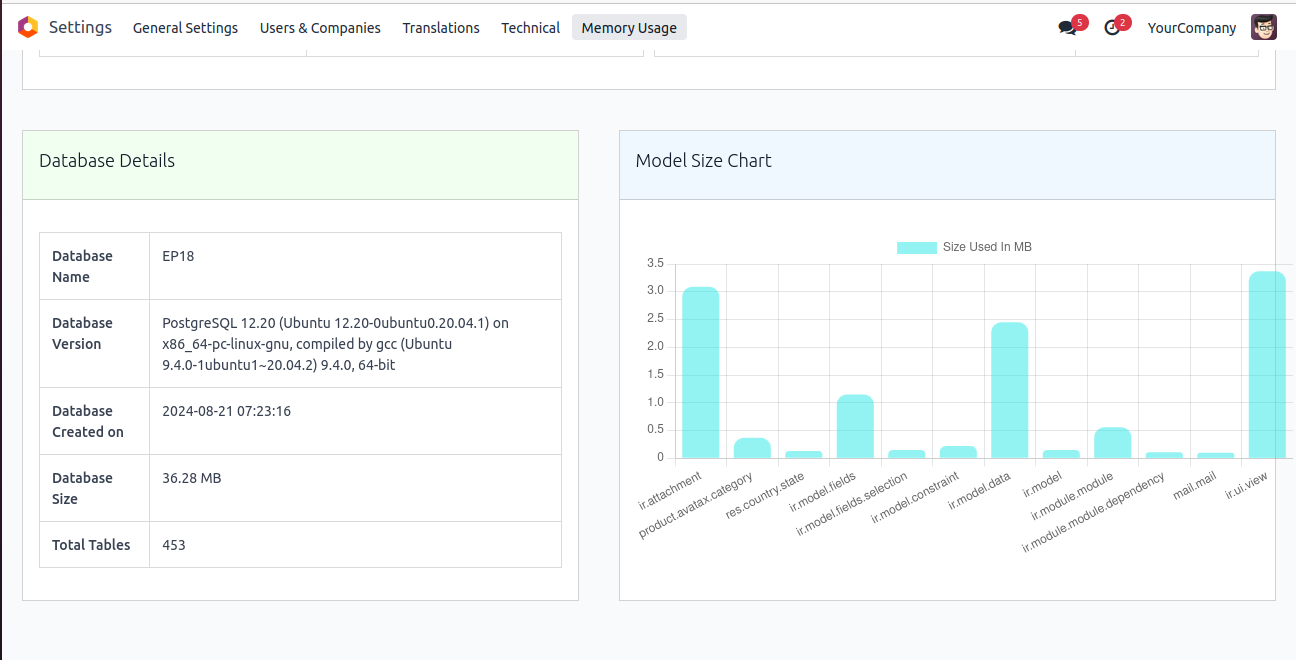 Settings General Settings Users & Companies Translations Technical Memory Usage 5 2 YourCompany
Database Details
Database
Name
EP18
Database
Version
PostgreSQL 12.20 (Ubuntu 12.20-0ubuntu0.20.04.1) on
x86_64-pc-linux-gnu, compiled by gcc (Ubuntu
9.4.0-1ubuntu1~20.04.2) 9.4.0, 64-bit
Database
Created on
2024-08-21 07:23:16
Database
Size
36.28 MB
Total Tables
453
Model Size Chart
Size Used In MB
3.5
3.0
2.5
2.0
1.5
1.0
0.5
0
ir.attachment
product.avatax.category
res.country.state
ir.model.fields
ir.model.fields.selection
ir.model.constraint
ir.model.data
ir.model
ir.module.module
ir.module.module.dependency
mail.mail
ir.ui.view